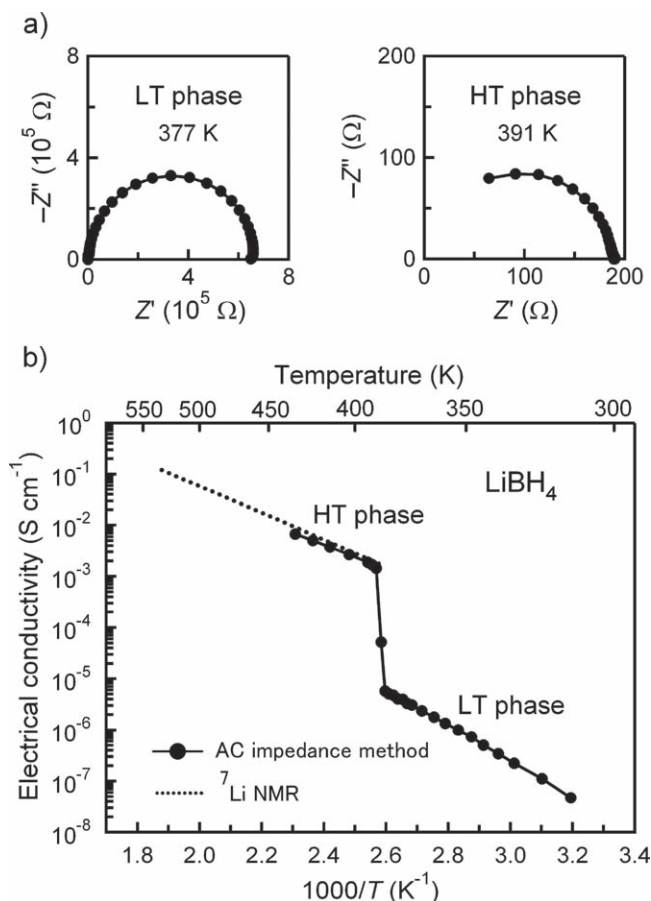 a)
8
LT phase
377 K
–Z" (10⁵ Ω)
4
0
0 4 8
Z' (10⁵ Ω)
200
HT phase
391 K
–Z" (Ω)
100
0
0 100 200
Z' (Ω)
b)
Temperature (K)
550 500 450 400 350 300
Electrical conductivity (S cm⁻¹)
10⁰
10⁻¹
10⁻²
10⁻³
10⁻⁴
10⁻⁵
10⁻⁶
10⁻⁷
10⁻⁸
LiBH₄
HT phase
LT phase
AC impedance method
⁷Li NMR
1.8 2.0 2.2 2.4 2.6 2.8 3.0 3.2 3.4
1000/T (K⁻¹)